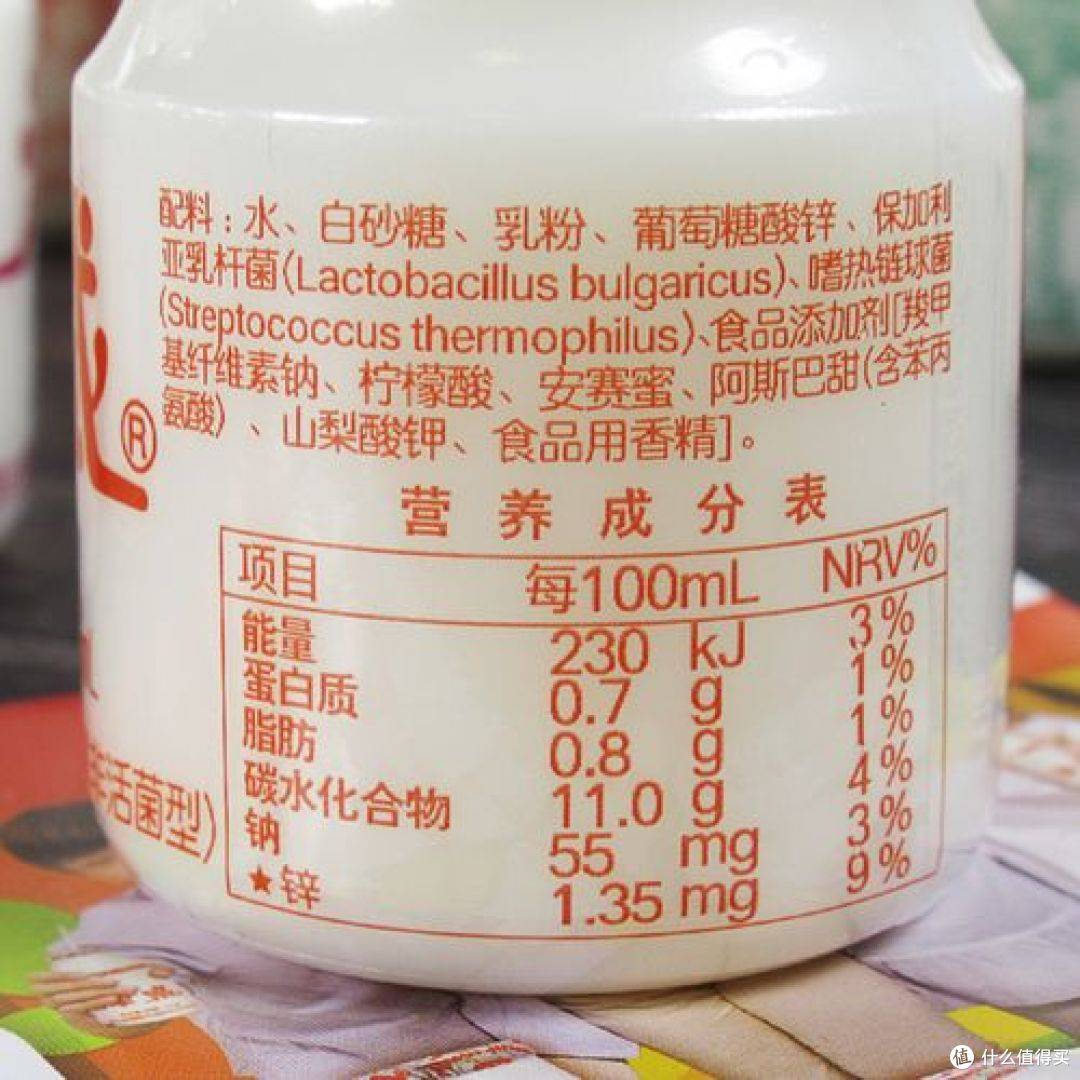 配料：水、白砂糖、乳粉、葡萄糖酸锌、保加利
亚乳杆菌(Lactobacillus bulgaricus)、嗜热链球菌
(Streptococcus thermophilus)、食品添加剂[羧甲
基纤维素钠、柠檬酸、安赛蜜、阿斯巴甜(含苯丙
氨酸)、山梨酸钾、食品用香精]。
®
营养成分表
项目 每100mL NRV%
能量 230 kJ 3%
蛋白质 0.7 g 1%
脂肪 0.8 g 1%
碳水化合物 11.0 g 4%
钠 55 mg 3%
★锌 1.35 mg 9%
活菌型)
值 什么值得买